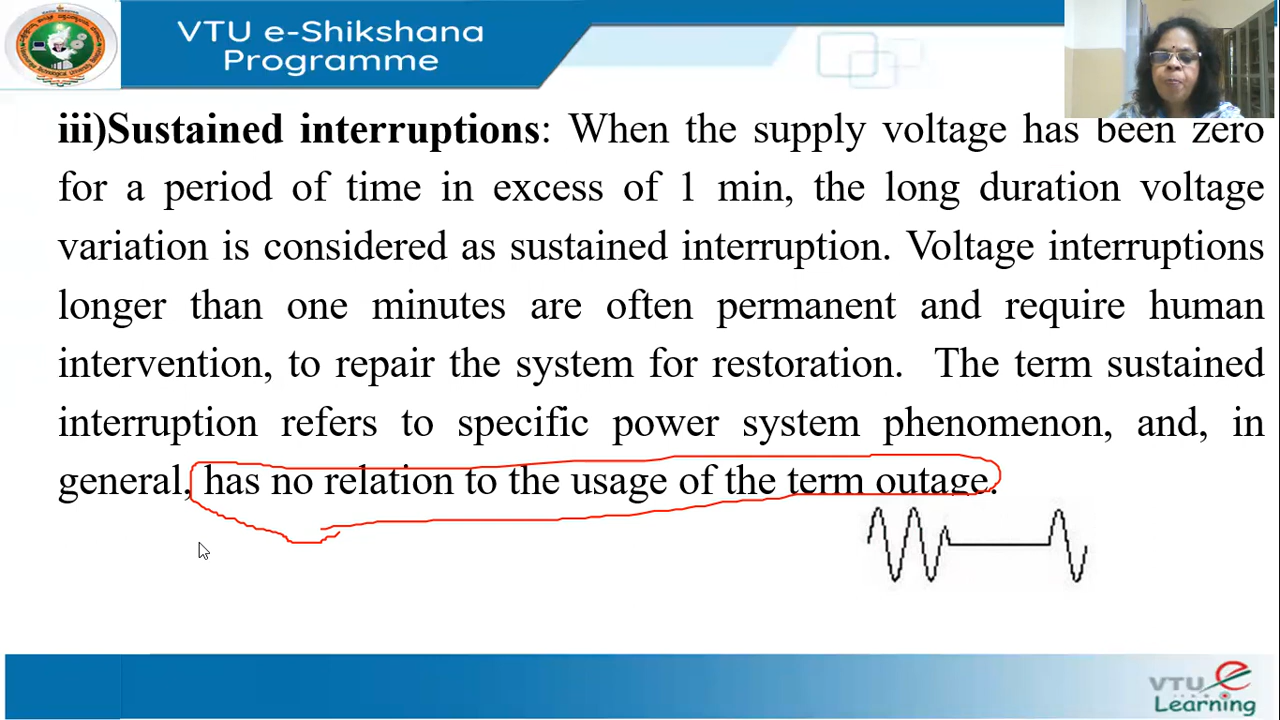 VTU e-Shikshana
Programme
iii)Sustained interruptions: When the supply voltage has been zero
for a period of time in excess of 1 min, the long duration voltage
variation is considered as sustained interruption. Voltage interruptions
longer than one minutes are often permanent and require human
intervention, to repair the system for restoration. The term sustained
interruption refers to specific power system phenomenon, and, in
general, has no relation to the usage of the term outage.
VTU e
Learning